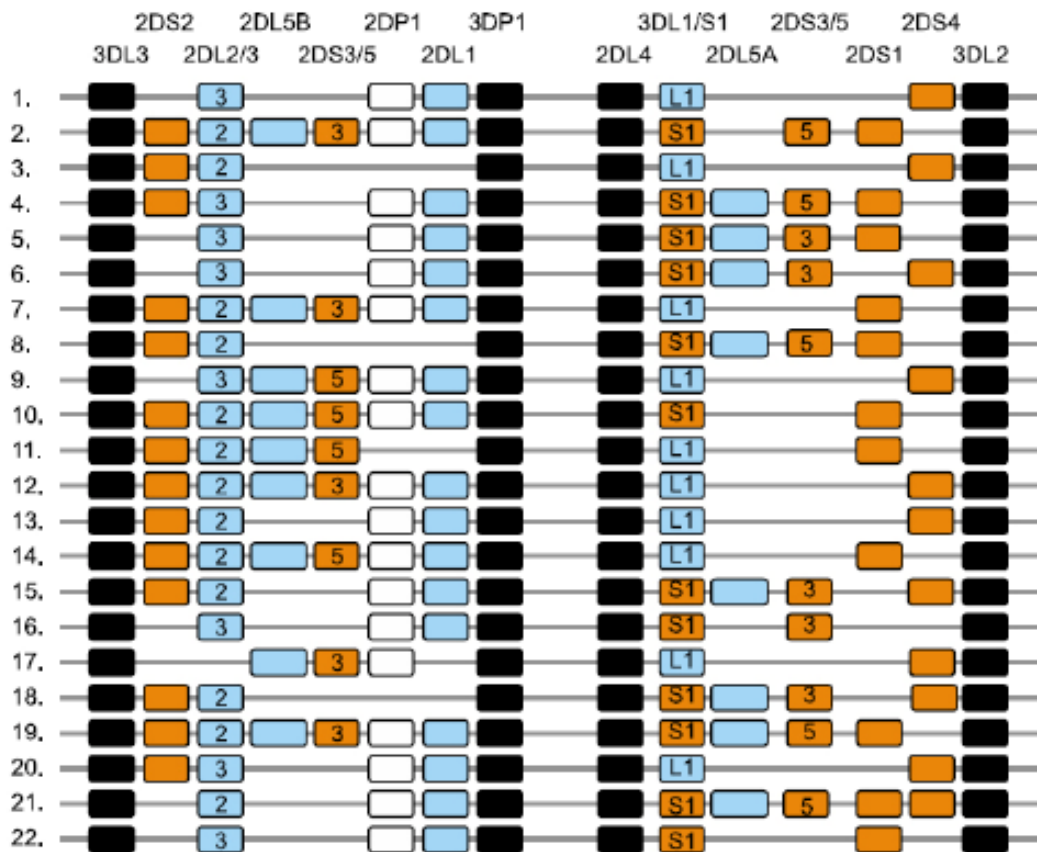 2DS2 2DL5B 2DP1 3DP1 3DL1/S1 2DS3/5 2DS4
3DL3 2DL2/3 2DS3/5 2DL1 2DL4 2DL5A 2DS1 3DL2
1. 3 L1
2. 2 3 S1 5
3. 2 L1
4. 3 S1 5
5. 3 S1 3
6. 3 S1 3
7. 2 3 L1
8. 2 S1 5
9. 3 5 L1
10. 2 5 S1
11. 2 5 L1
12. 2 3 L1
13. 2 L1
14. 2 5 L1
15. 2 S1 3
16. 3 S1 3
17. 3 L1
18. 2 S1 3
19. 2 3 S1 5
20. 3 L1
21. 2 S1 5
22. 3 S1